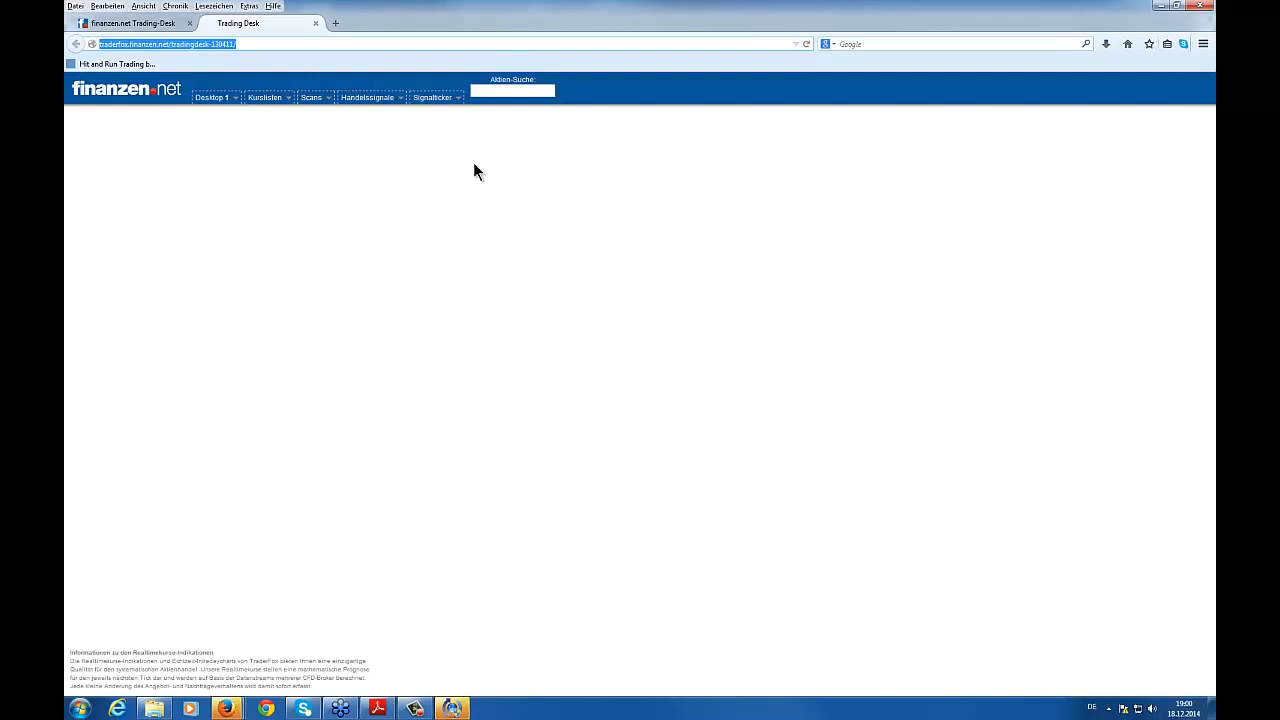 Datei Bearbeiten Ansicht Chronik Lesezeichen Extras Hilfe
finanzen.net Trading-Desk Trading Desk
traderfox.finanzen.net/tradingdesk-130411/ Google
Hit and Run Trading b...
finanzen.net Desktop 1 Kurslisten Scans Handelssignale Signalticker
Aktien-Suche:
Informationen zu den Realtimekurse-Indikationen
Die Realtimekurse-Indikationen und Echtzeit-Intradaycharts von TraderFox bieten Ihnen eine einzigartige
Qualität für den systematischen Aktienhandel. Unsere Realtimekurse stellen eine mathematische Prognose
für den jeweils nächsten Tick dar und werden auf Basis der Datenstreams mehrerer CFD-Broker berechnet.
Jede kleine Änderung des Angebot- und Nachfrageverhaltens wird damit sofort erfasst.
DE 19:00
18.12.2014